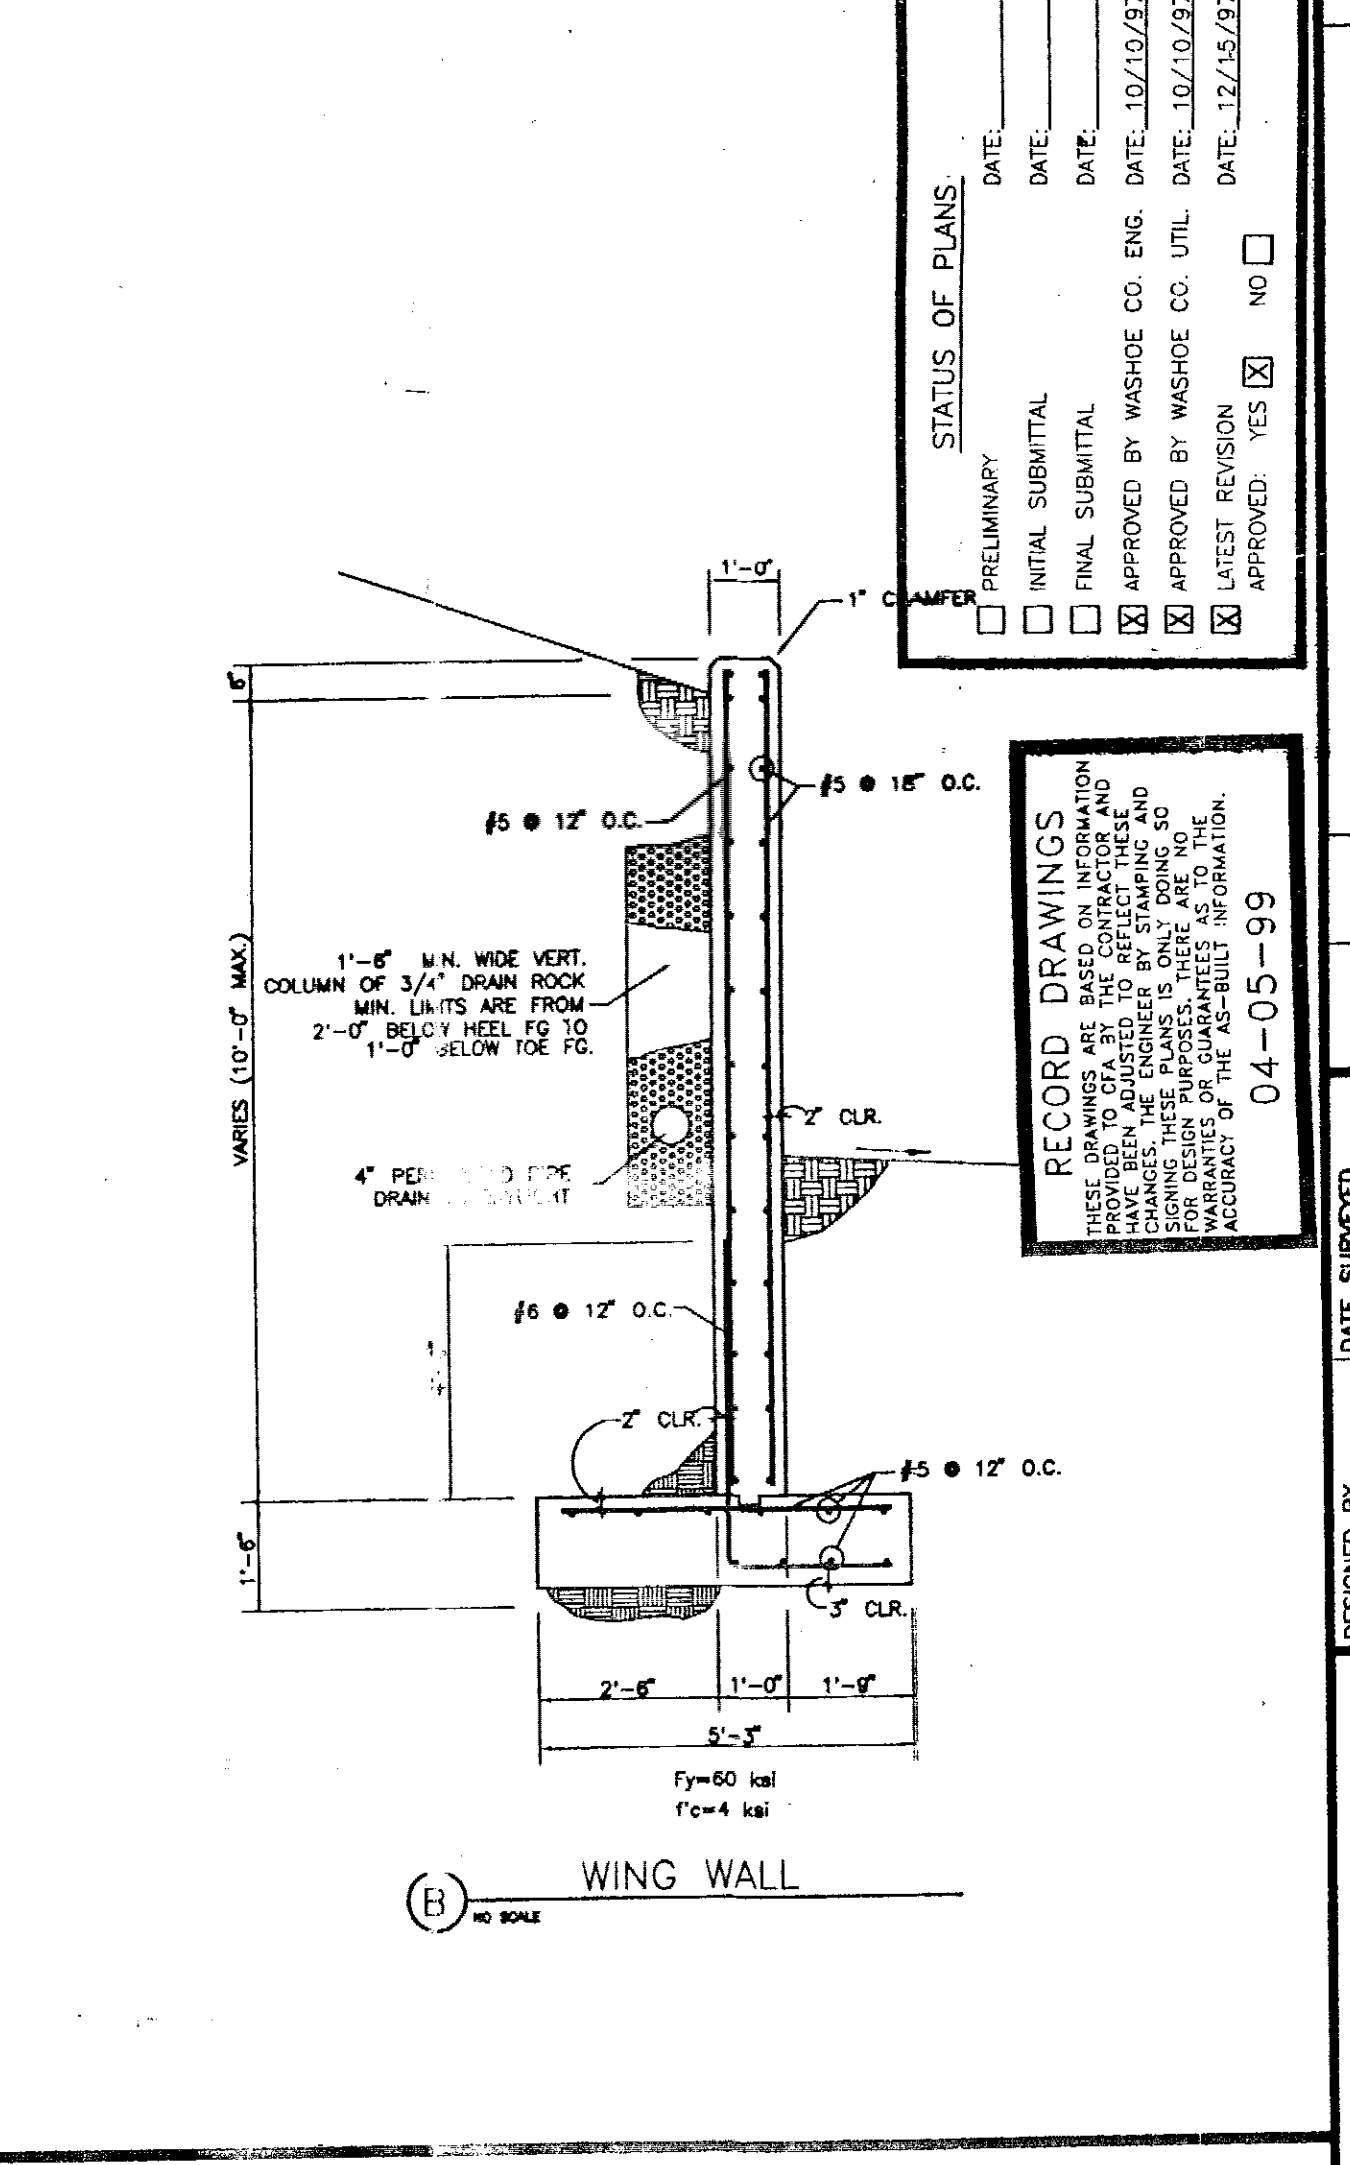 STATUS OF PLANS
PRELIMINARY DATE:
INITIAL SUBMITTAL DATE:
FINAL SUBMITTAL DATE:
X APPROVED BY WASHOE CO. ENG. DATE: 10/10/97
X APPROVED BY WASHOE CO. UTIL. DATE: 10/10/97
X LATEST REVISION DATE: 12/15/97
APPROVED: YES X NO
1'-0"
1" CHAMFER
6"
#5 @ 18" O.C.
#5 @ 12" O.C.
VARIES (10'-0" MAX.)
1'-6" MIN. WIDE VERT.
COLUMN OF 3/4" DRAIN ROCK
MIN. LIMITS ARE FROM
2'-0" BELOW HEEL FG TO
1'-0" BELOW TOE FG.
2" CLR.
4" PIPE
DRAIN
#6 @ 12" O.C.
2" CLR.
#5 @ 12" O.C.
1'-6"
3" CLR.
2'-6" 1'-0" 1'-9"
5'-3"
Fy=60 ksi
f'c=4 ksi
B WING WALL
NO SCALE
RECORD DRAWINGS
THESE DRAWINGS ARE BASED ON INFORMATION
PROVIDED TO CFA BY THE CONTRACTOR AND
HAVE BEEN ADJUSTED TO REFLECT THESE
CHANGES. THE ENGINEER BY STAMPING AND
SIGNING THESE PLANS IS ONLY DOING SO
FOR DESIGN PURPOSES. THERE ARE NO
WARRANTIES OR GUARANTEES AS TO THE
ACCURACY OF THE AS-BUILT INFORMATION.
04-05-99
DATE SURVEYED
DESIGNED BY